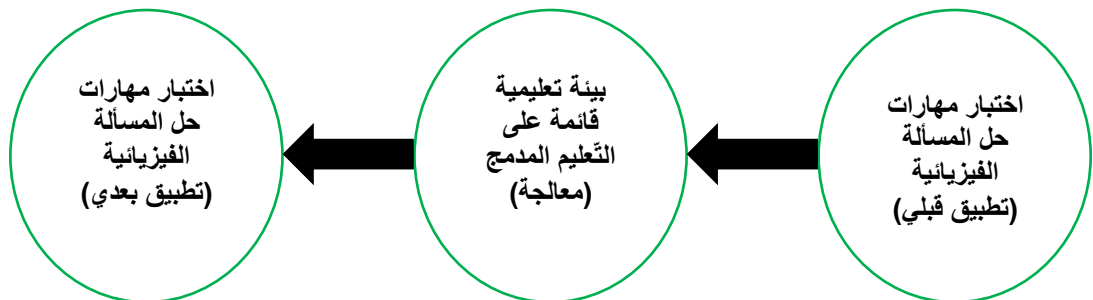 اختبار مهارات
حل المسألة
الفيزيائية
(تطبيق قبلي)
بيئة تعليمية
قائمة على
التّعليم المدمج
(معالجة)
اختبار مهارات
حل المسألة
الفيزيائية
(تطبيق بعدي)